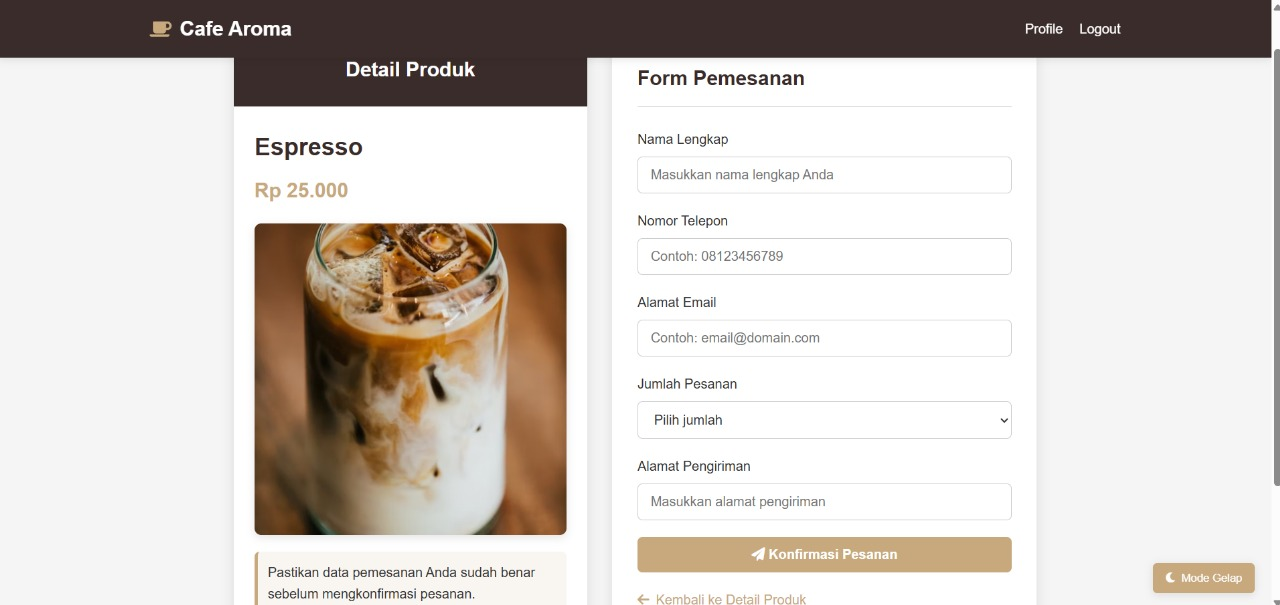 Cafe Aroma
Profile
Logout
Detail Produk
Espresso
Rp 25.000
Pastikan data pemesanan Anda sudah benar
sebelum mengkonfirmasi pesanan.
Form Pemesanan
Nama Lengkap
Masukkan nama lengkap Anda
Nomor Telepon
Contoh: 08123456789
Alamat Email
Contoh: email@domain.com
Jumlah Pesanan
Pilih jumlah
Alamat Pengiriman
Masukkan alamat pengiriman
Konfirmasi Pesanan
Kembali ke Detail Produk
Mode Gelap